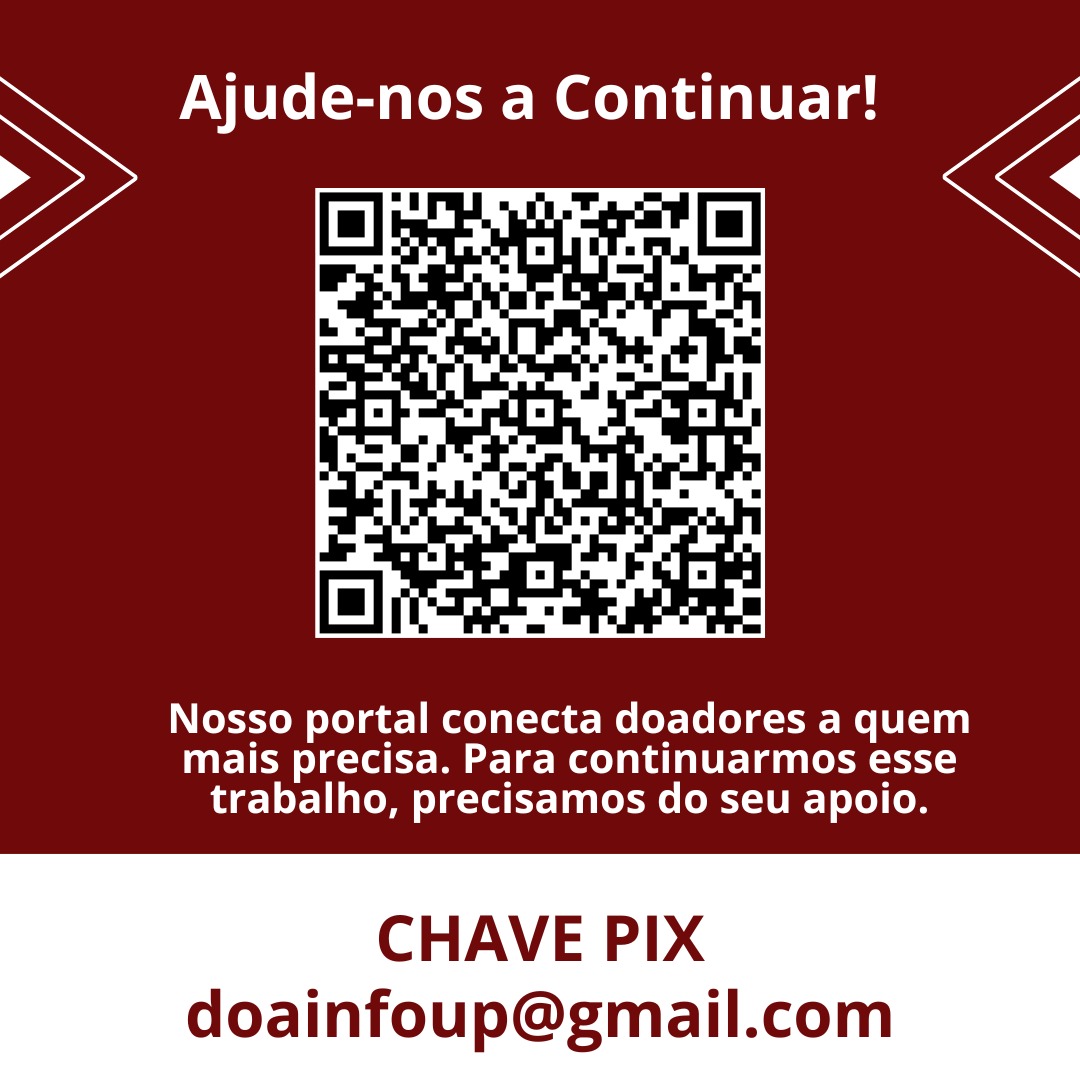 Ajude-nos a Continuar!
Nosso portal conecta doadores a quem
mais precisa. Para continuarmos esse
trabalho, precisamos do seu apoio.
CHAVE PIX
doainfoup@gmail.com